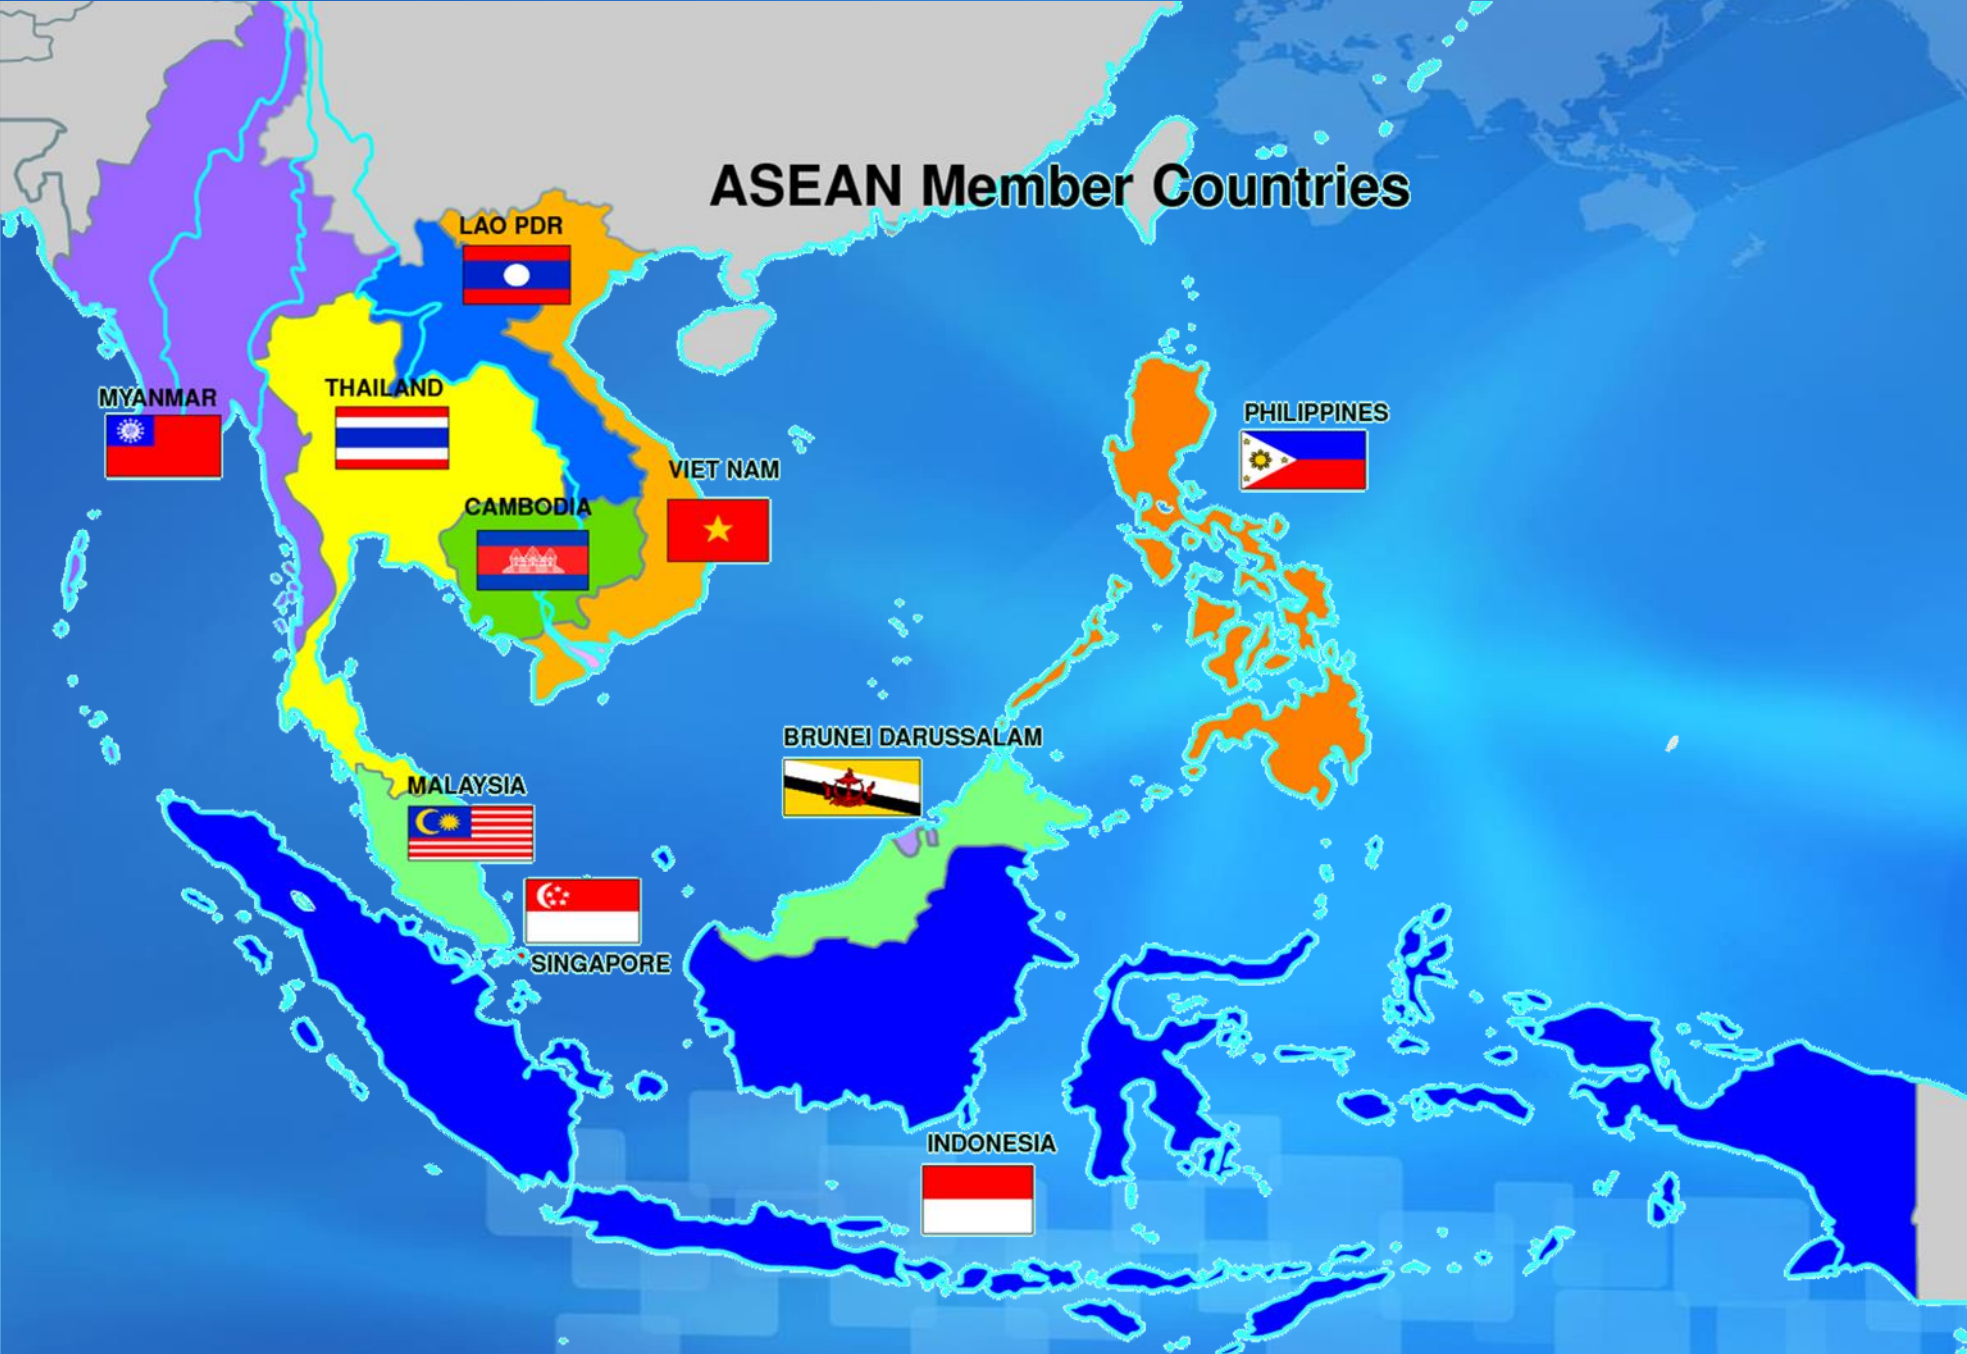 ASEAN Member Countries
LAO PDR
MYANMAR
THAILAND
PHILIPPINES
VIET NAM
CAMBODIA
BRUNEI DARUSSALAM
MALAYSIA
SINGAPORE
INDONESIA